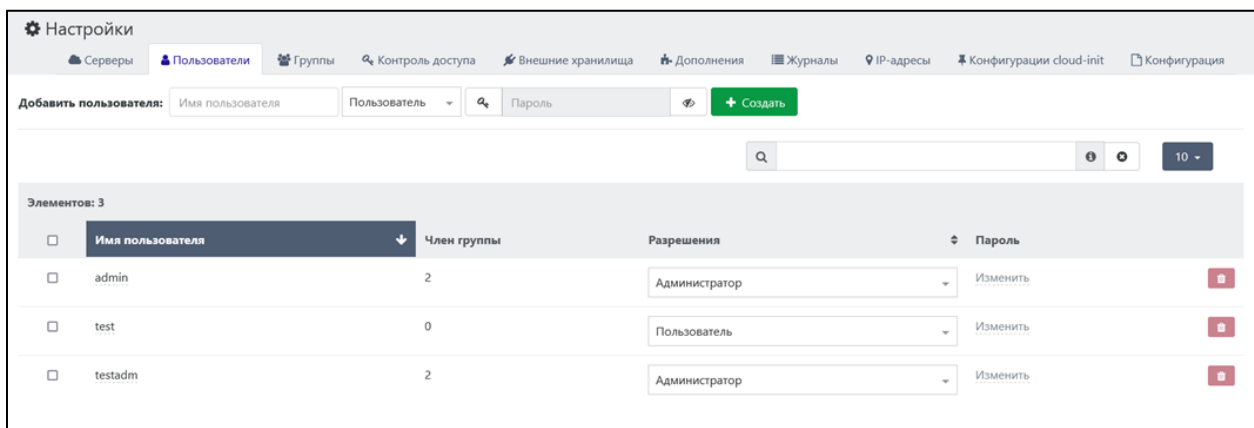 Настройки
Серверы Пользователи Группы Контроль доступа Внешние хранилища Дополнения Журналы IP-адресы Конфигурации cloud-init Конфигурация
Добавить пользователя: Имя пользователя Пользователь Пароль Создать
10
Элементов: 3
Имя пользователя Член группы Разрешения Пароль
admin 2 Администратор Изменить
test 0 Пользователь Изменить
testadm 2 Администратор Изменить